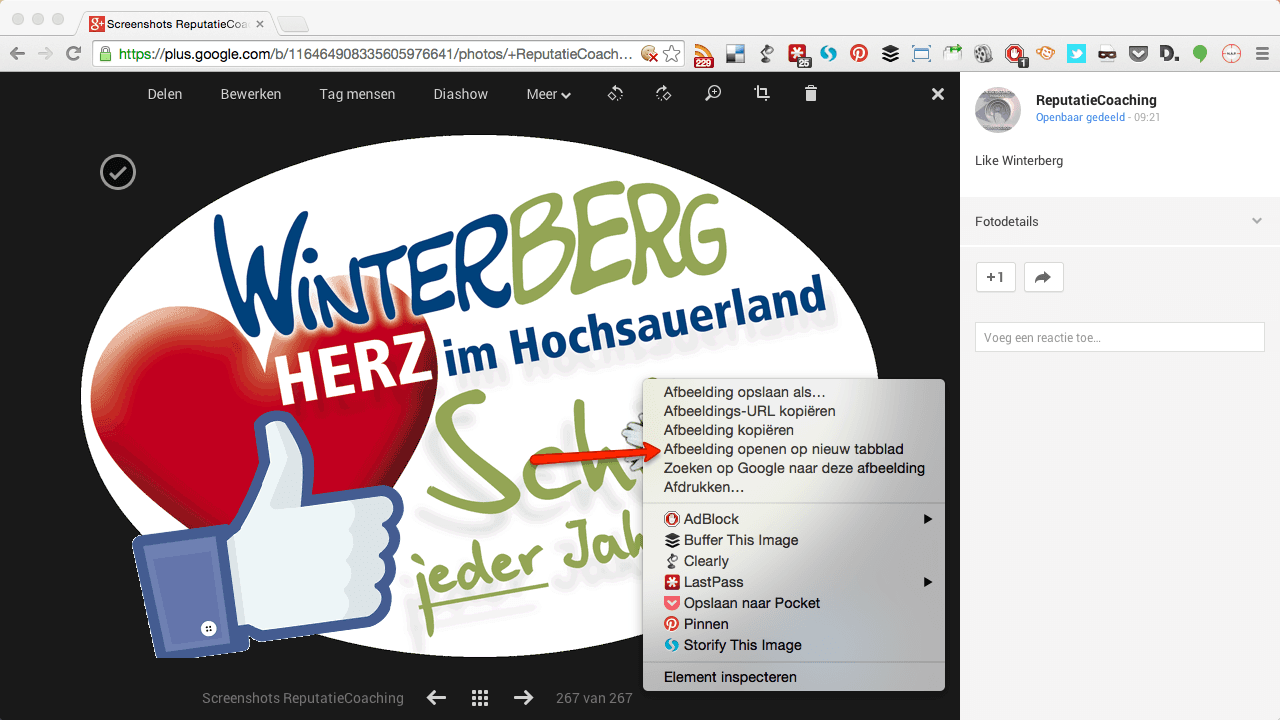 Screenshots ReputatieCoa
https://plus.google.com/b/116464908335605976641/photos/+ReputatieCoach…
229
25
1
Delen Bewerken Tag mensen Diashow Meer
WINTERBERG
HERZ im Hochsauerland
Sch
jeder Jah
Afbeelding opslaan als…
Afbeeldings-URL kopiëren
Afbeelding kopiëren
Afbeelding openen op nieuw tabblad
Zoeken op Google naar deze afbeelding
Afdrukken…
AdBlock
Buffer This Image
Clearly
LastPass
Opslaan naar Pocket
Pinnen
Storify This Image
Element inspecteren
Screenshots ReputatieCoaching 267 van 267
ReputatieCoaching
Openbaar gedeeld - 09:21
Like Winterberg
Fotodetails
+1
Voeg een reactie toe...